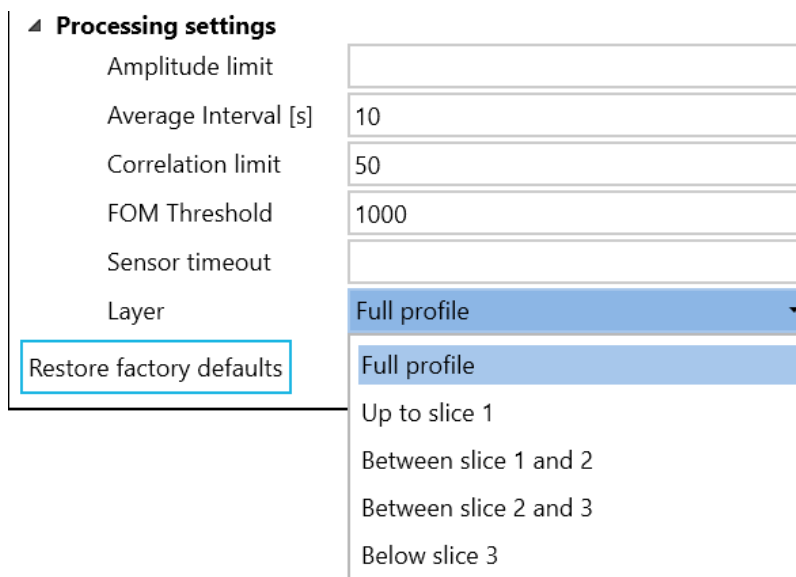 Processing settings
Amplitude limit
Average Interval [s] 10
Correlation limit 50
FOM Threshold 1000
Sensor timeout
Layer Full profile
Restore factory defaults
Full profile
Up to slice 1
Between slice 1 and 2
Between slice 2 and 3
Below slice 3